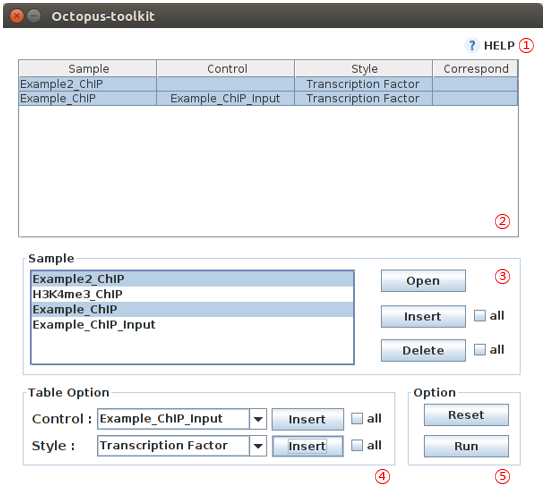 Octopus-toolkit
? HELP ①
Sample Control Style Correspond
Example2_ChIP Transcription Factor
Example_ChIP Example_ChIP_Input Transcription Factor
②
Sample
Example2_ChIP
H3K4me3_ChIP
Example_ChIP
Example_ChIP_Input
③
Open
Insert all
Delete all
Table Option
Control : Example_ChIP_Input Insert all
Style : Transcription Factor Insert all
④
Option
Reset
Run
⑤